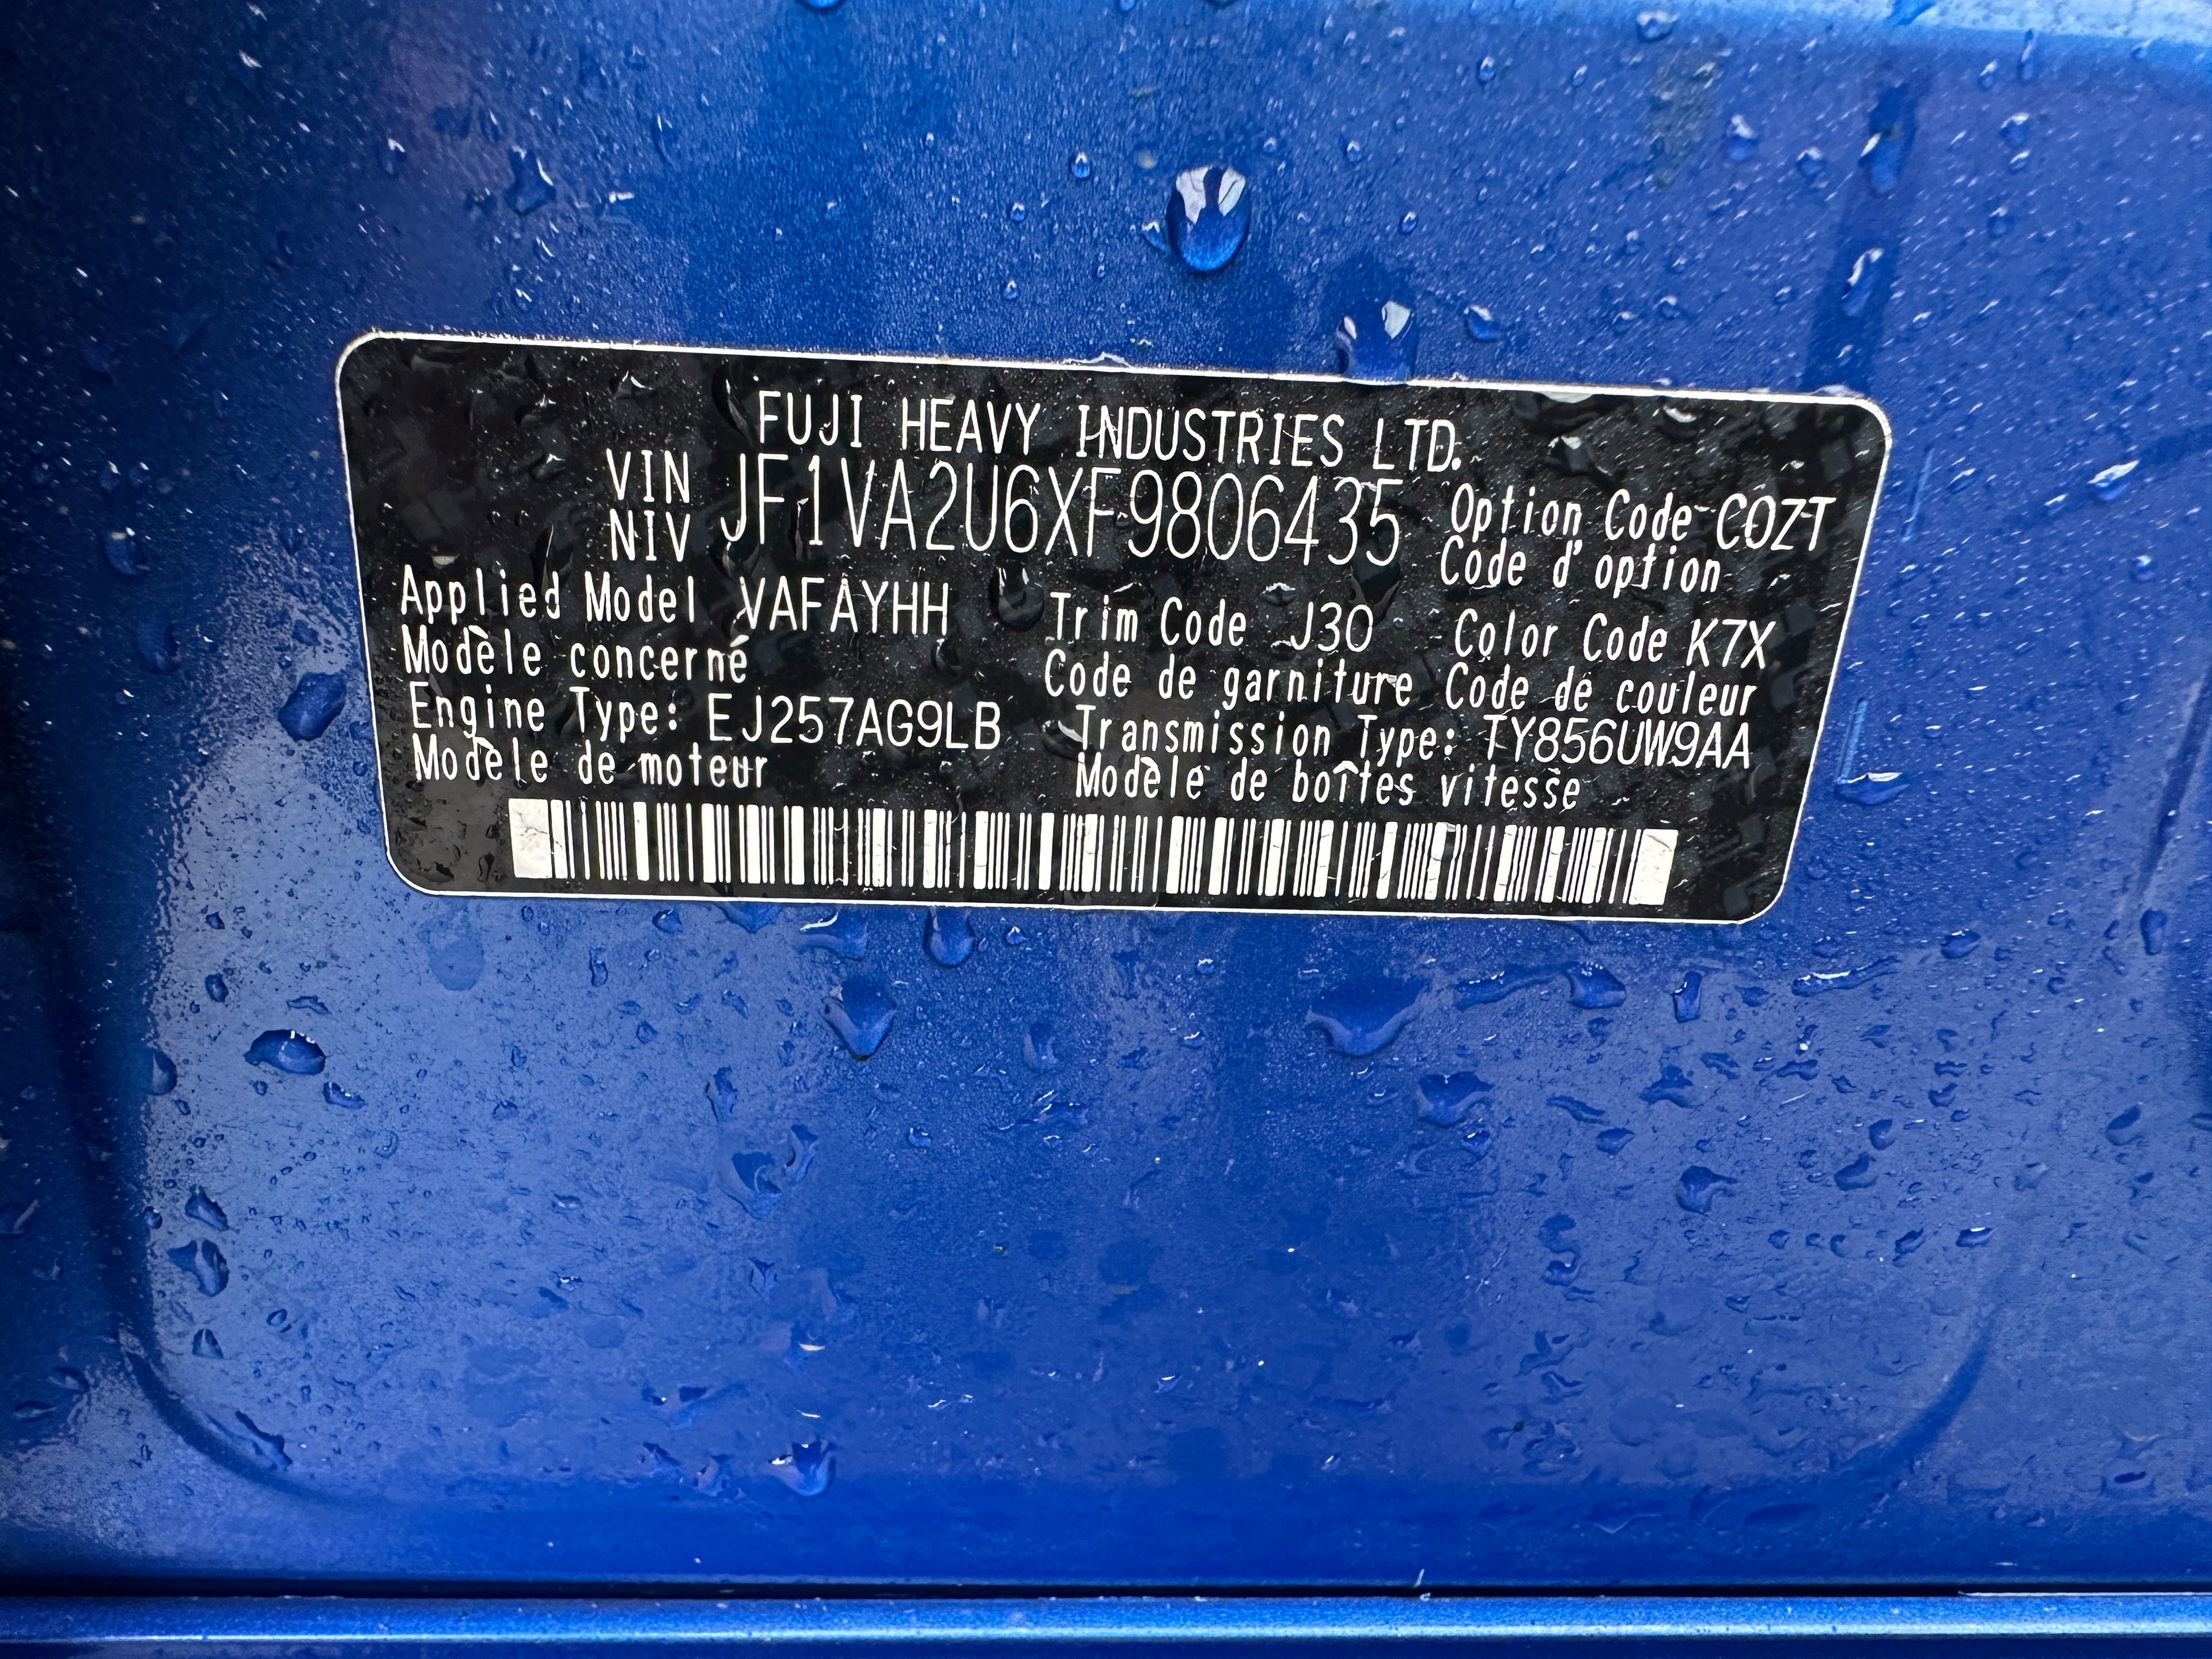 FUJI HEAVY INDUSTRIES LTD.
VIN JF1VA2U6XF9806435 Option Code COZT
NIV Code d'option
Applied Model VAFAYHH Trim Code J30 Color Code K7X
Modèle concerné Code de garniture Code de couleur
Engine Type: EJ257AG9LB Transmission Type: TY856UW9AA
Modèle de moteur Modèle de boîtes vitesse